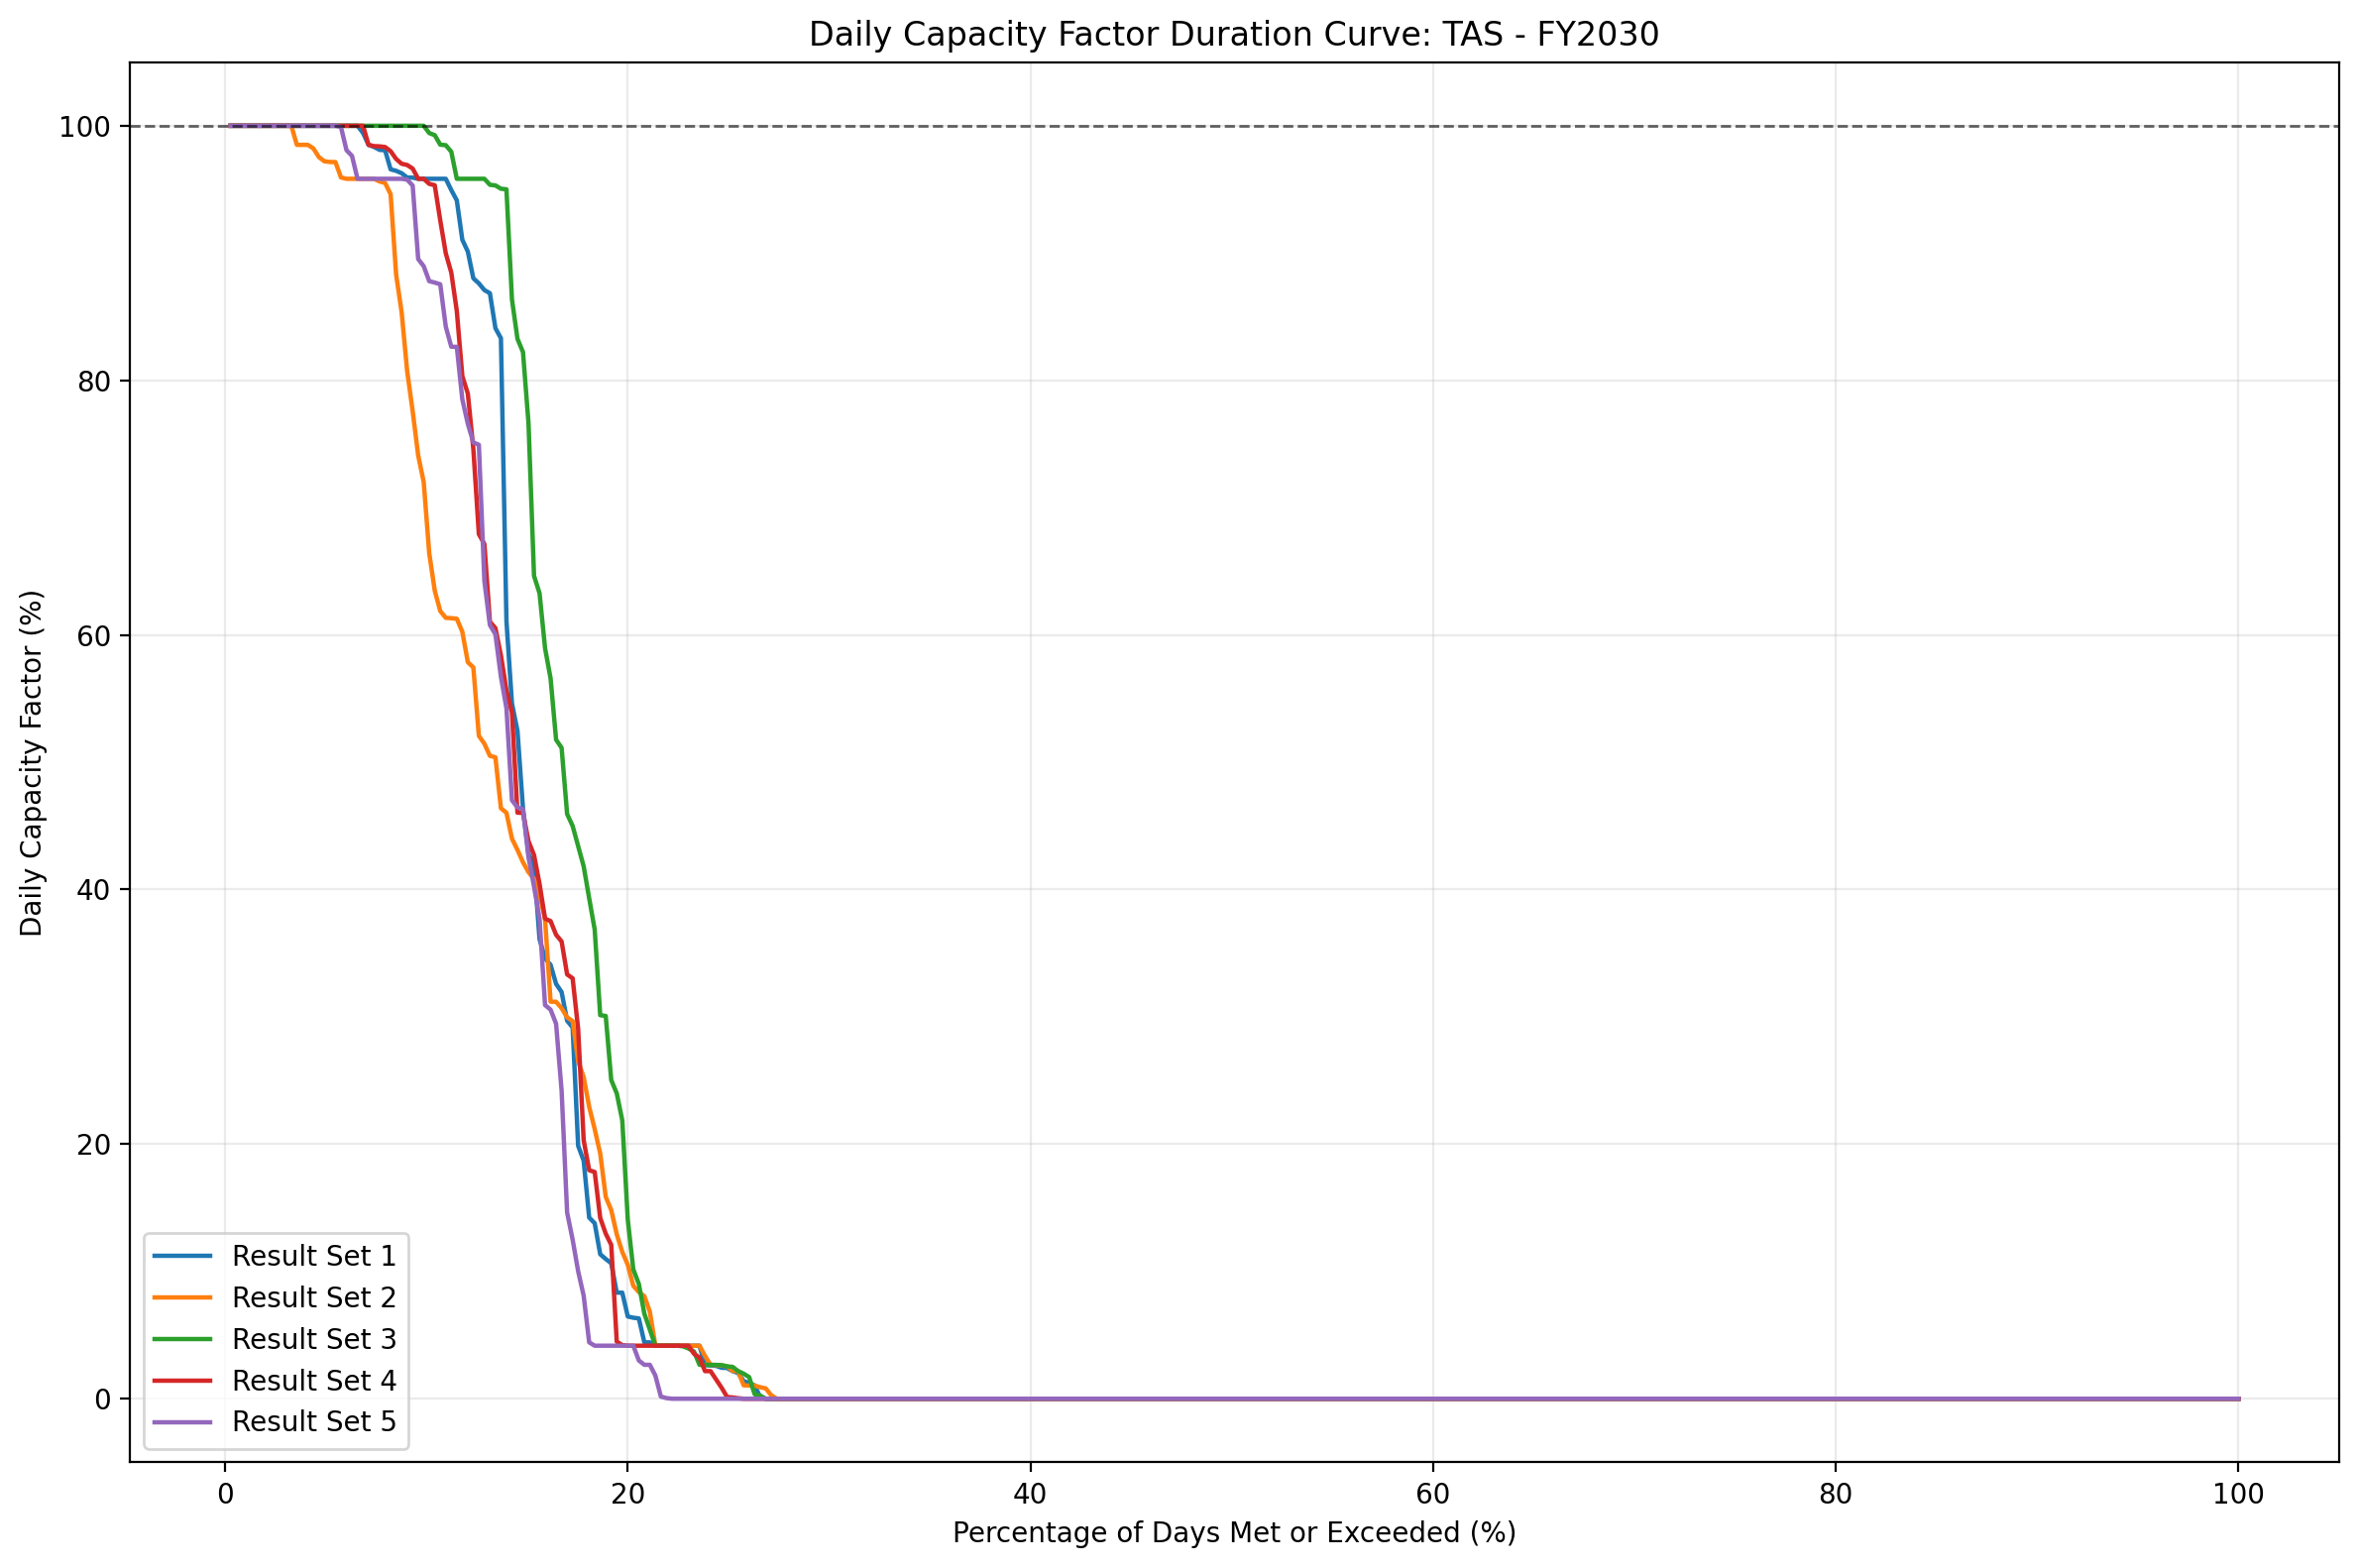 Daily Capacity Factor Duration Curve: TAS - FY2030
Daily Capacity Factor (%)
100
80
60
40
20
0
Result Set 1
Result Set 2
Result Set 3
Result Set 4
Result Set 5
0 20 40 60 80 100
Percentage of Days Met or Exceeded (%)